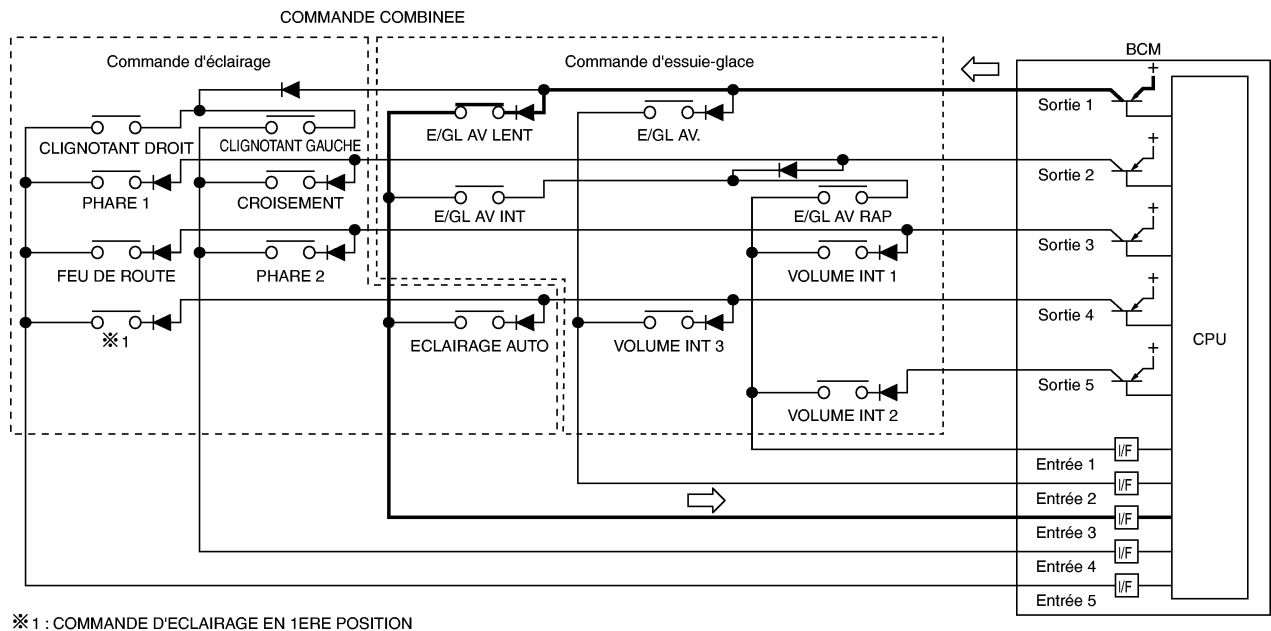 COMMANDE COMBINEE
Commande d'éclairage
Commande d'essuie-glace
BCM
+
Sortie 1
CLIGNOTANT DROIT
CLIGNOTANT GAUCHE
E/GL AV LENT
E/GL AV.
+
Sortie 2
PHARE 1
CROISEMENT
E/GL AV INT
E/GL AV RAP
+
Sortie 3
FEU DE ROUTE
PHARE 2
VOLUME INT 1
+
Sortie 4
※1
ECLAIRAGE AUTO
VOLUME INT 3
CPU
+
Sortie 5
VOLUME INT 2
I/F
Entrée 1
I/F
Entrée 2
I/F
Entrée 3
I/F
Entrée 4
I/F
Entrée 5
※1 : COMMANDE D'ECLAIRAGE EN 1ERE POSITION